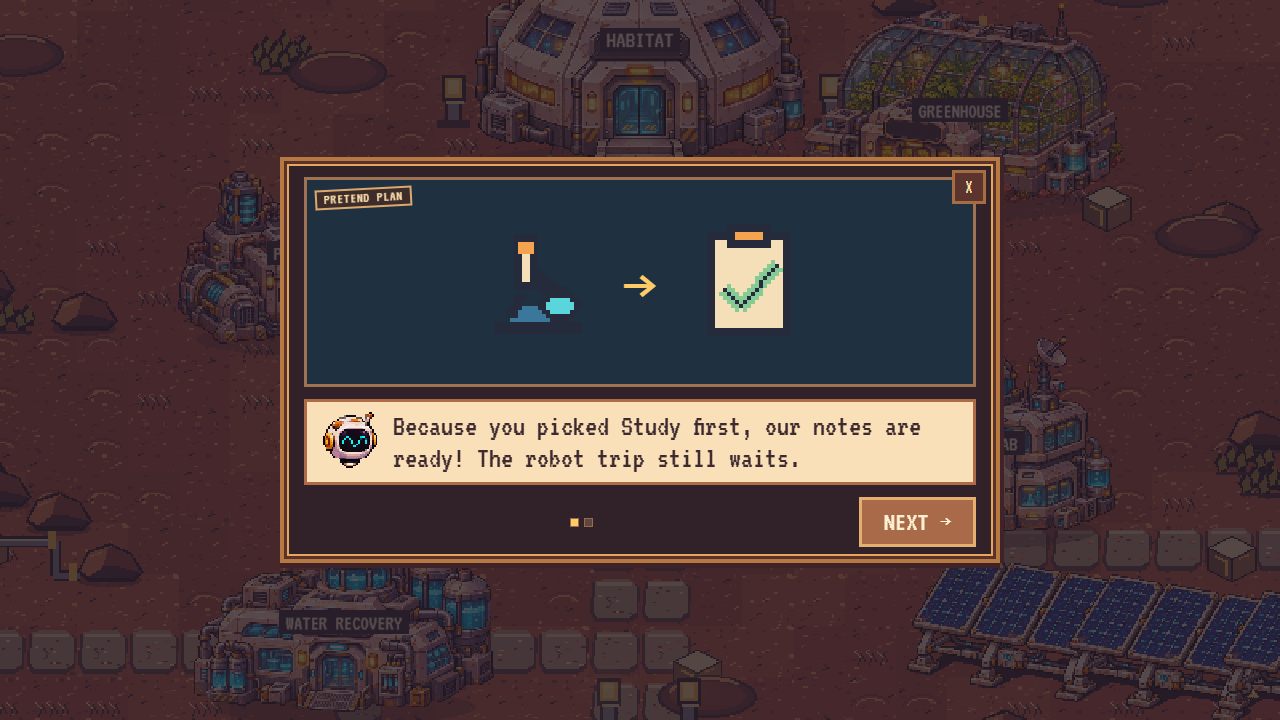 HABITAT
GREENHOUSE
PRETEND PLAN
X
Because you picked Study first, our notes are
ready! The robot trip still waits.
NEXT →
WATER RECOVERY